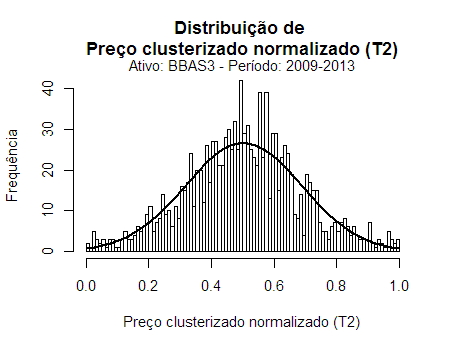 Distribuição de
Preço clusterizado normalizado (T2)
Ativo: BBAS3 - Período: 2009-2013
Frequência
40
30
20
10
0
0.0 0.2 0.4 0.6 0.8 1.0
Preço clusterizado normalizado (T2)